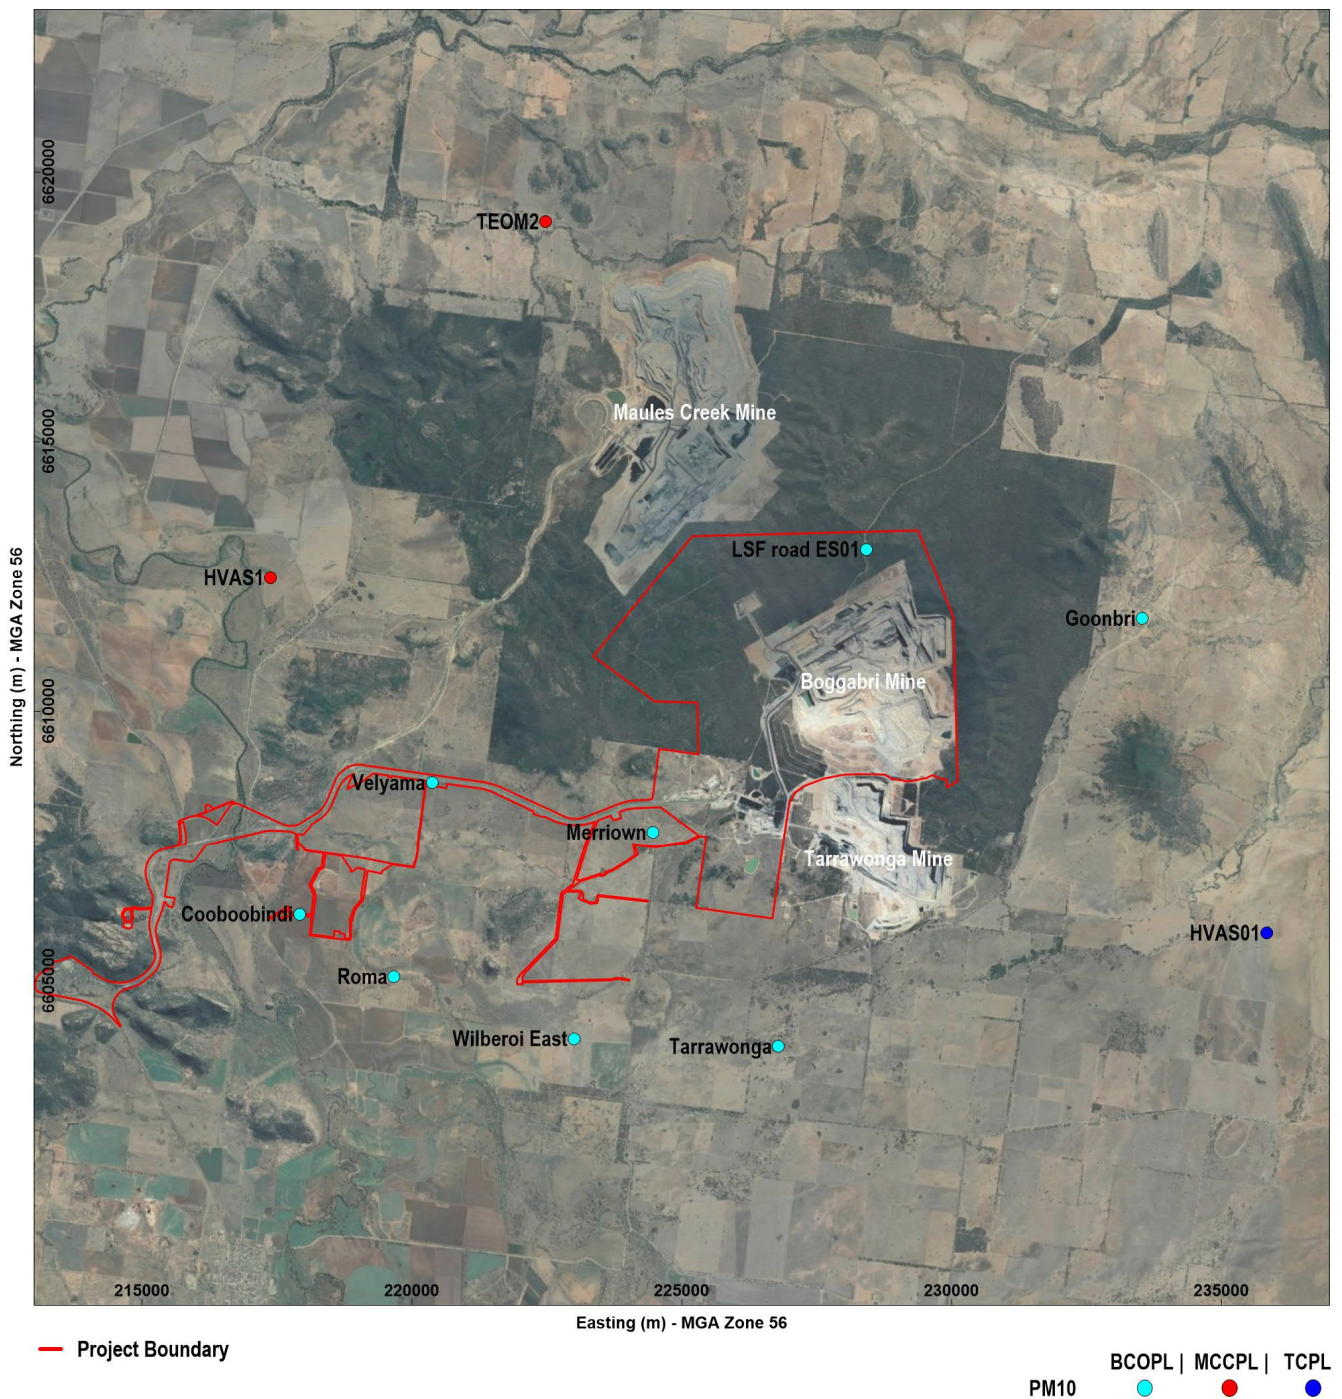 TEOM2
Maules Creek Mine
LSF road ES01
HVAS1
Goonbri
Boggabri Mine
Velyama
Merriown
Tarrawonga Mine
Cooboobindi
HVAS01
Roma
Wilberoi East
Tarrawonga
6620000
6615000
6610000
6605000
Northing (m) - MGA Zone 56
215000 220000 225000 230000 235000
Easting (m) - MGA Zone 56
Project Boundary
BCOPL | MCCPL | TCPL
PM10